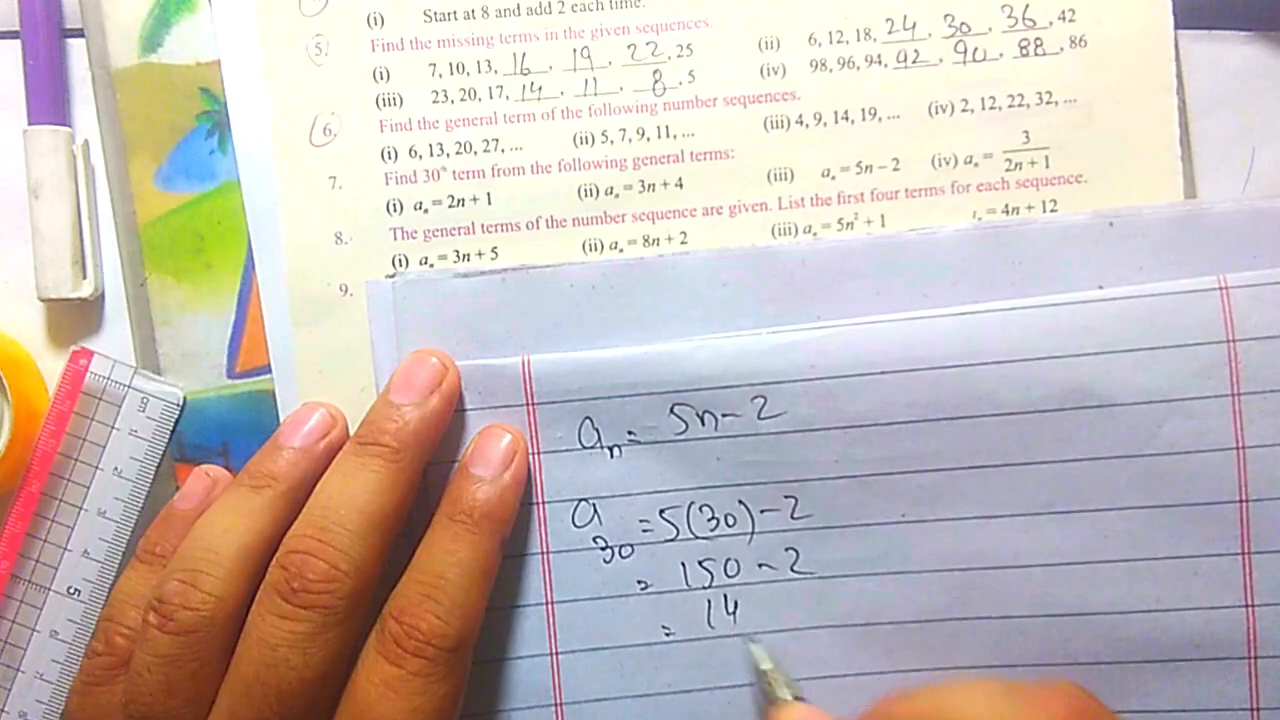 (i) Start at 8 and add 2 each time.
5. Find the missing terms in the given sequences.
(i) 7, 10, 13, 16, 19, 22, 25 (ii) 6, 12, 18, 24, 30, 36, 42
(iii) 23, 20, 17, 14, 11, 8, 5 (iv) 98, 96, 94, 92, 90, 88, 86
6. Find the general term of the following number sequences.
(i) 6, 13, 20, 27, ... (ii) 5, 7, 9, 11, ... (iii) 4, 9, 14, 19, ... (iv) 2, 12, 22, 32, ...
7. Find 30th term from the following general terms:
(i) aₙ = 2n + 1 (ii) aₙ = 3n + 4 (iii) aₙ = 5n − 2 (iv) aₙ = 3/(2n + 1)
8. The general terms of the number sequence are given. List the first four terms for each sequence.
(i) aₙ = 3n + 5 (ii) aₙ = 8n + 2 (iii) aₙ = 5n² + 1 = 4n + 12
9.
aₙ = 5n − 2
a₃₀ = 5(30) − 2
= 150 − 2
= 14
cm 1 2 3 4 5